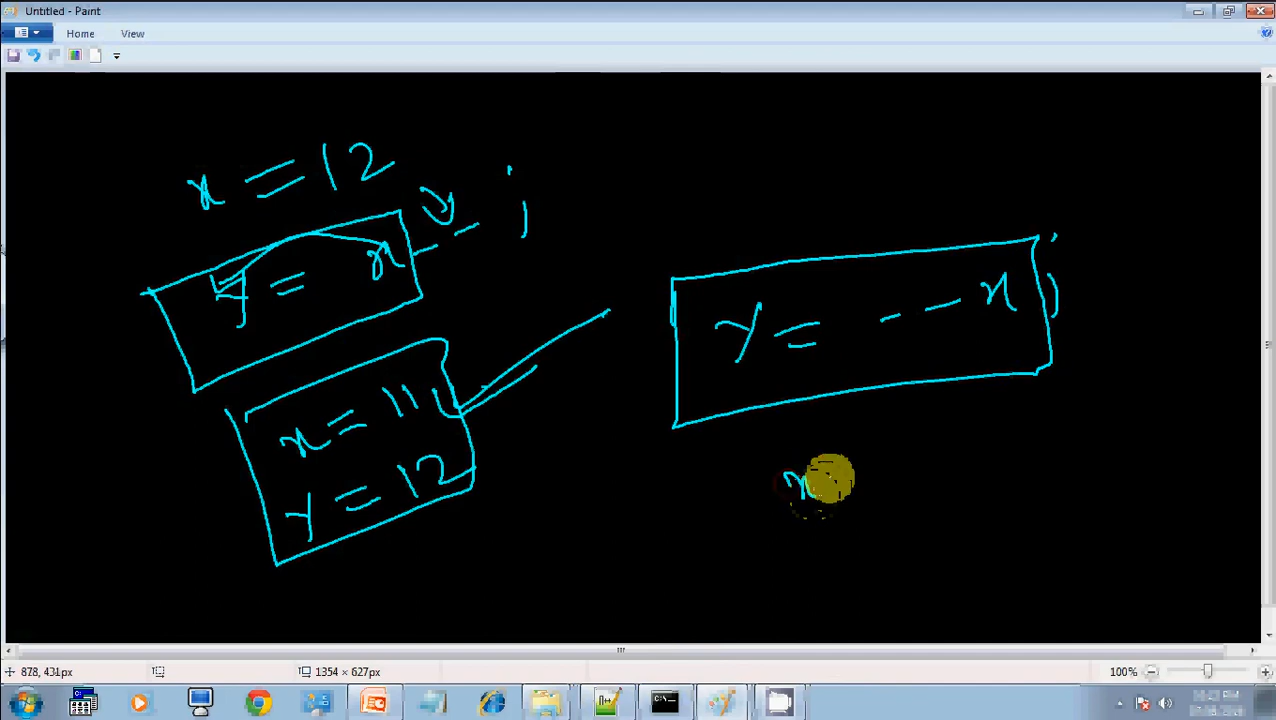 Untitled - Paint
Home View
x = 12
y = x-- ;
x = 11
y = 12
y = --x ;
x
878, 431px
1354 × 627px
100%